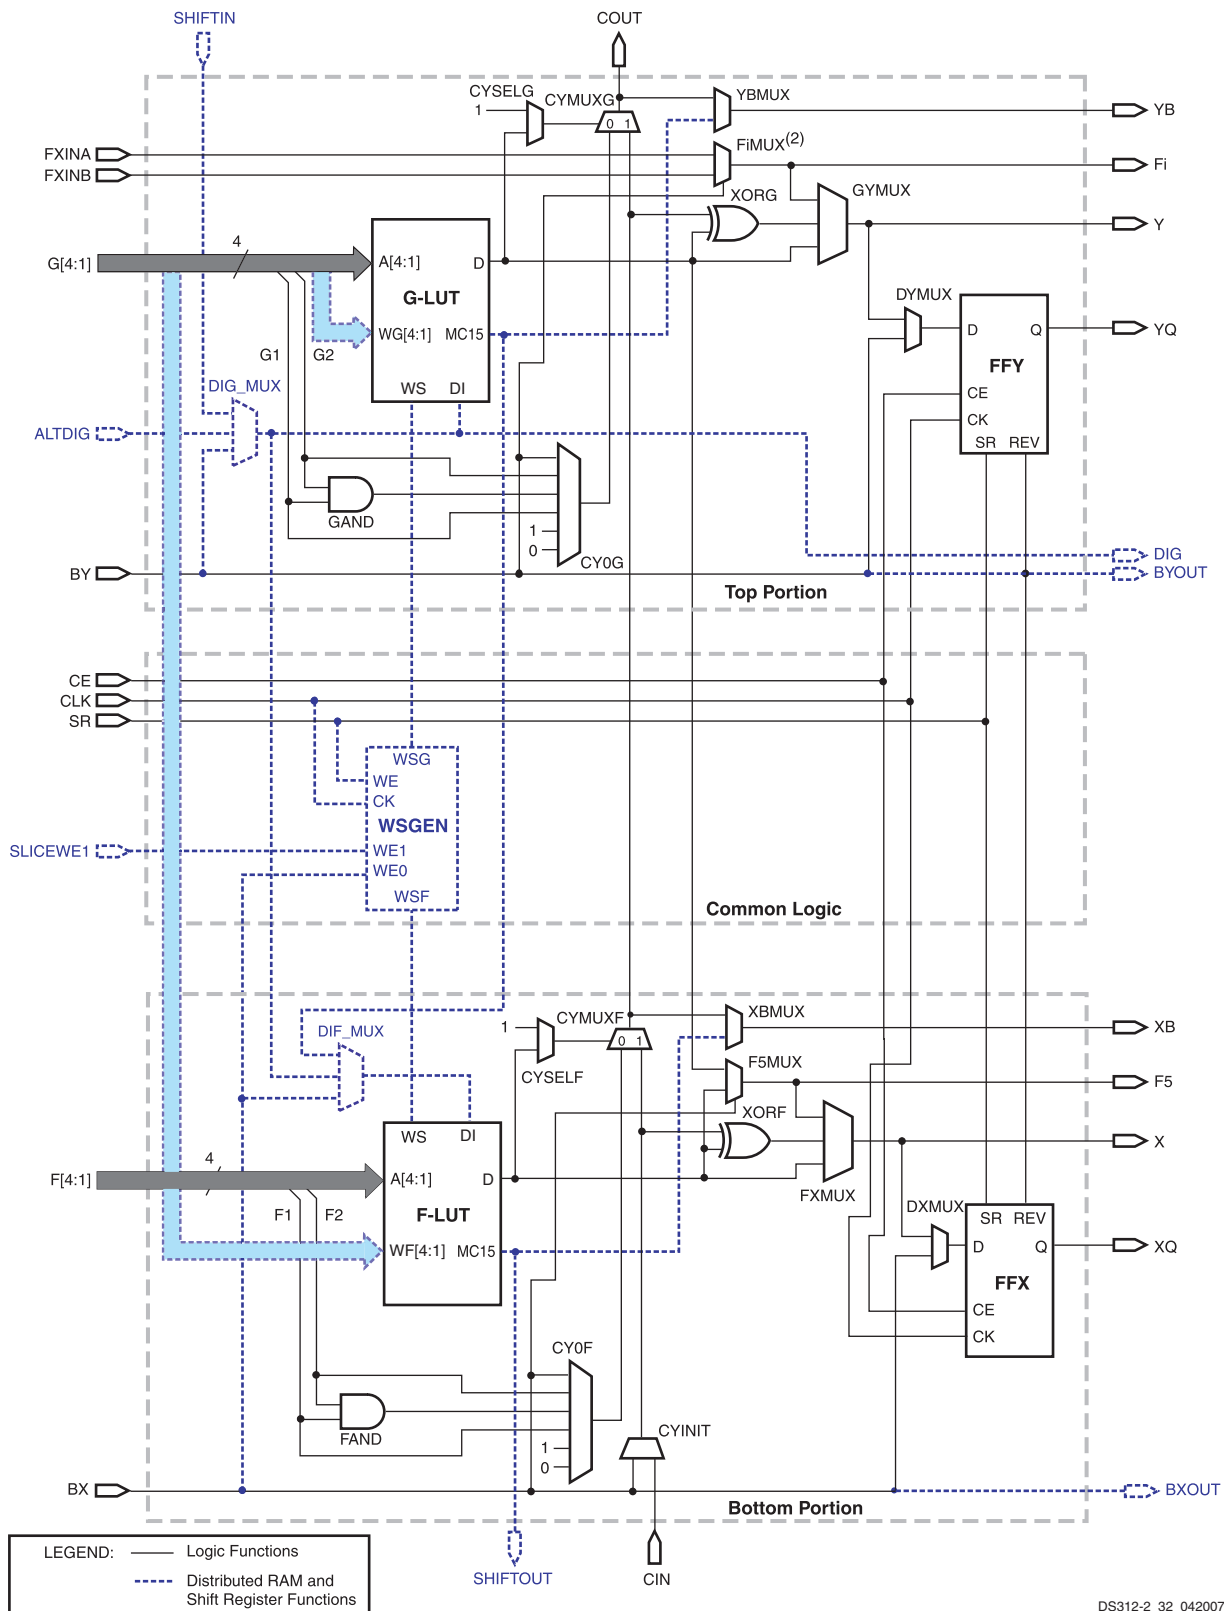 SHIFTIN
COUT
CYSELG
CYMUXG
YBMUX
1
0 1
YB
FXINA
FXINB
FiMUX(2)
Fi
XORG
GYMUX
Y
G[4:1]
4
A[4:1]
D
G-LUT
WG[4:1]
MC15
WS
DI
G1
G2
DYMUX
D
Q
YQ
FFY
CE
CK
SR
REV
DIG_MUX
ALTDIG
GAND
1
0
CY0G
DIG
BY
BYOUT
Top Portion
CE
CLK
SR
WSG
WE
CK
WSGEN
SLICEWE1
WE1
WE0
WSF
Common Logic
CYMUXF
XBMUX
1
0 1
XB
DIF_MUX
CYSELF
F5MUX
F5
XORF
X
FXMUX
WS
DI
F[4:1]
4
A[4:1]
D
F-LUT
F1
F2
WF[4:1]
MC15
DXMUX
SR
REV
D
Q
XQ
FFX
CE
CK
CY0F
FAND
1
0
CYINIT
BX
BXOUT
Bottom Portion
SHIFTOUT
CIN
LEGEND:
Logic Functions
Distributed RAM and
Shift Register Functions
DS312-2_32_042007